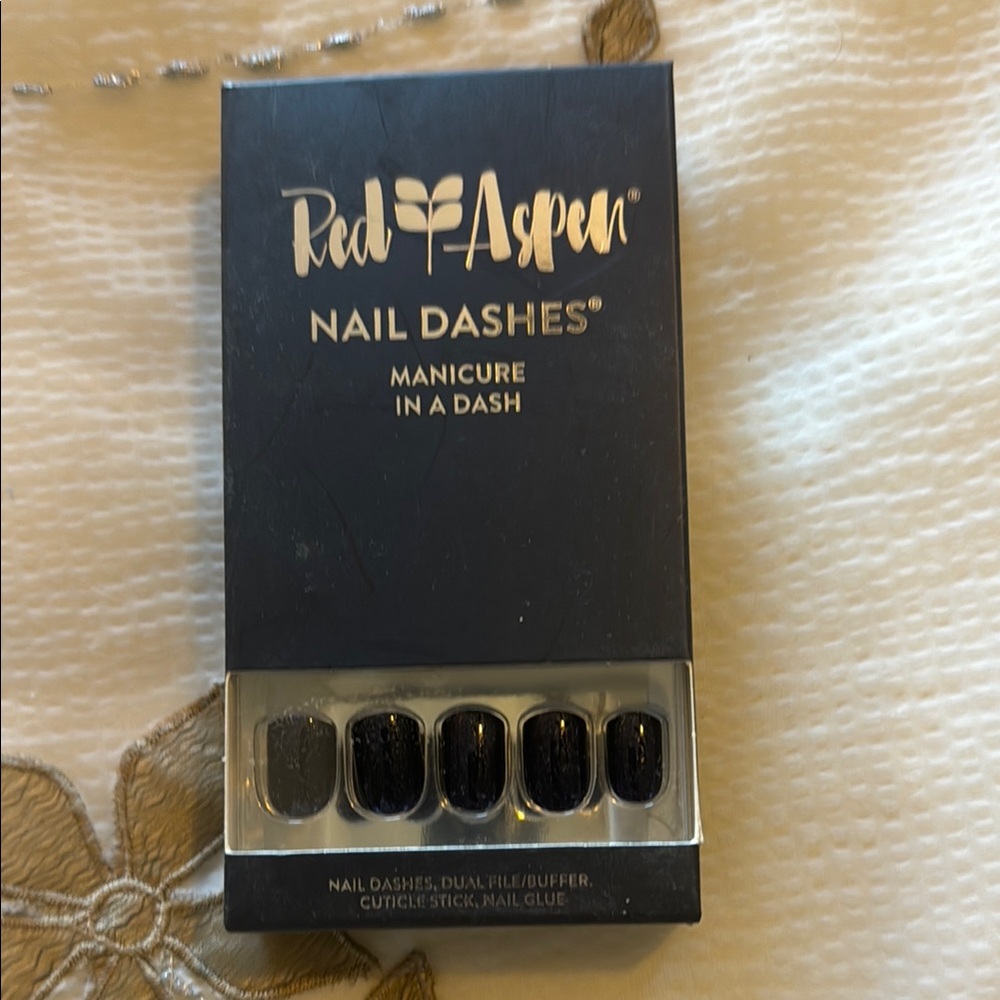 Red Aspen®
NAIL DASHES®
MANICURE
IN A DASH
NAIL DASHES, DUAL FILE/BUFFER,
CUTICLE STICK, NAIL GLUE